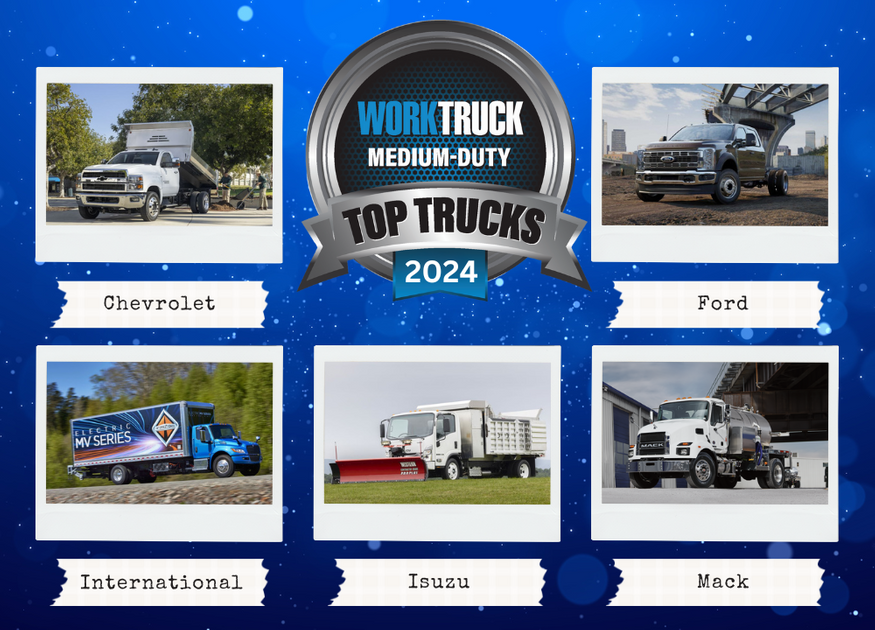 WORKTRUCK
MEDIUM-DUTY
TOP TRUCKS
2024
Chevrolet
Ford
ELECTRIC
MV SERIES
International
Isuzu
MACK
Mack